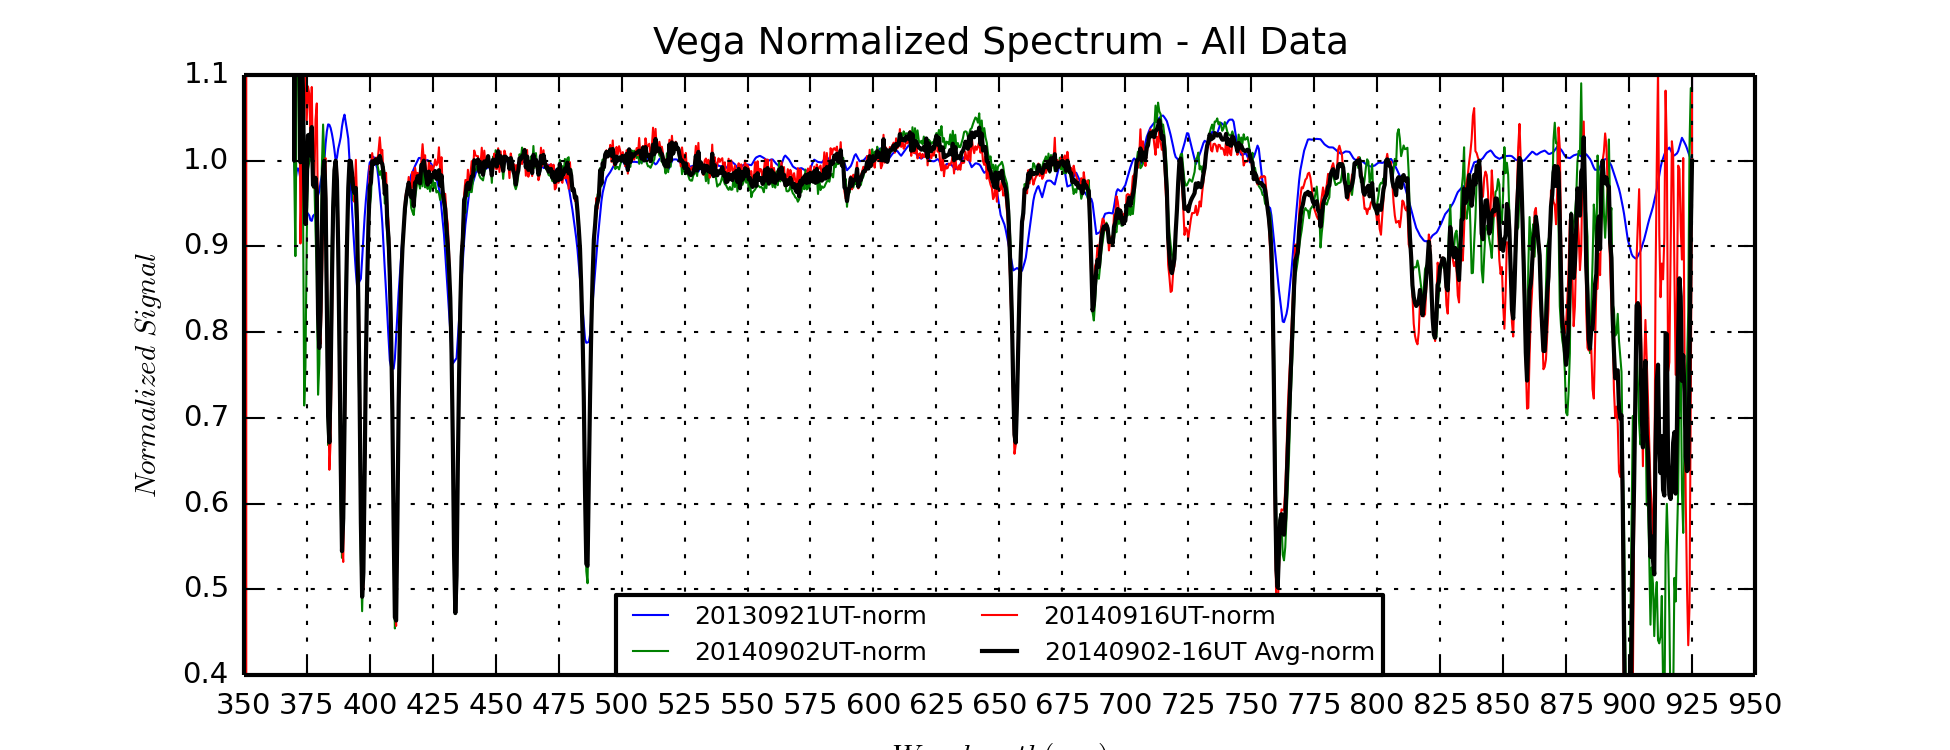 Vega Normalized Spectrum - All Data
1.1
1.0
0.9
0.8
0.7
0.6
0.5
0.4
Normalized Signal
20130921UT-norm 20140916UT-norm
20140902UT-norm 20140902-16UT Avg-norm
350 375 400 425 450 475 500 525 550 575 600 625 650 675 700 725 750 775 800 825 850 875 900 925 950